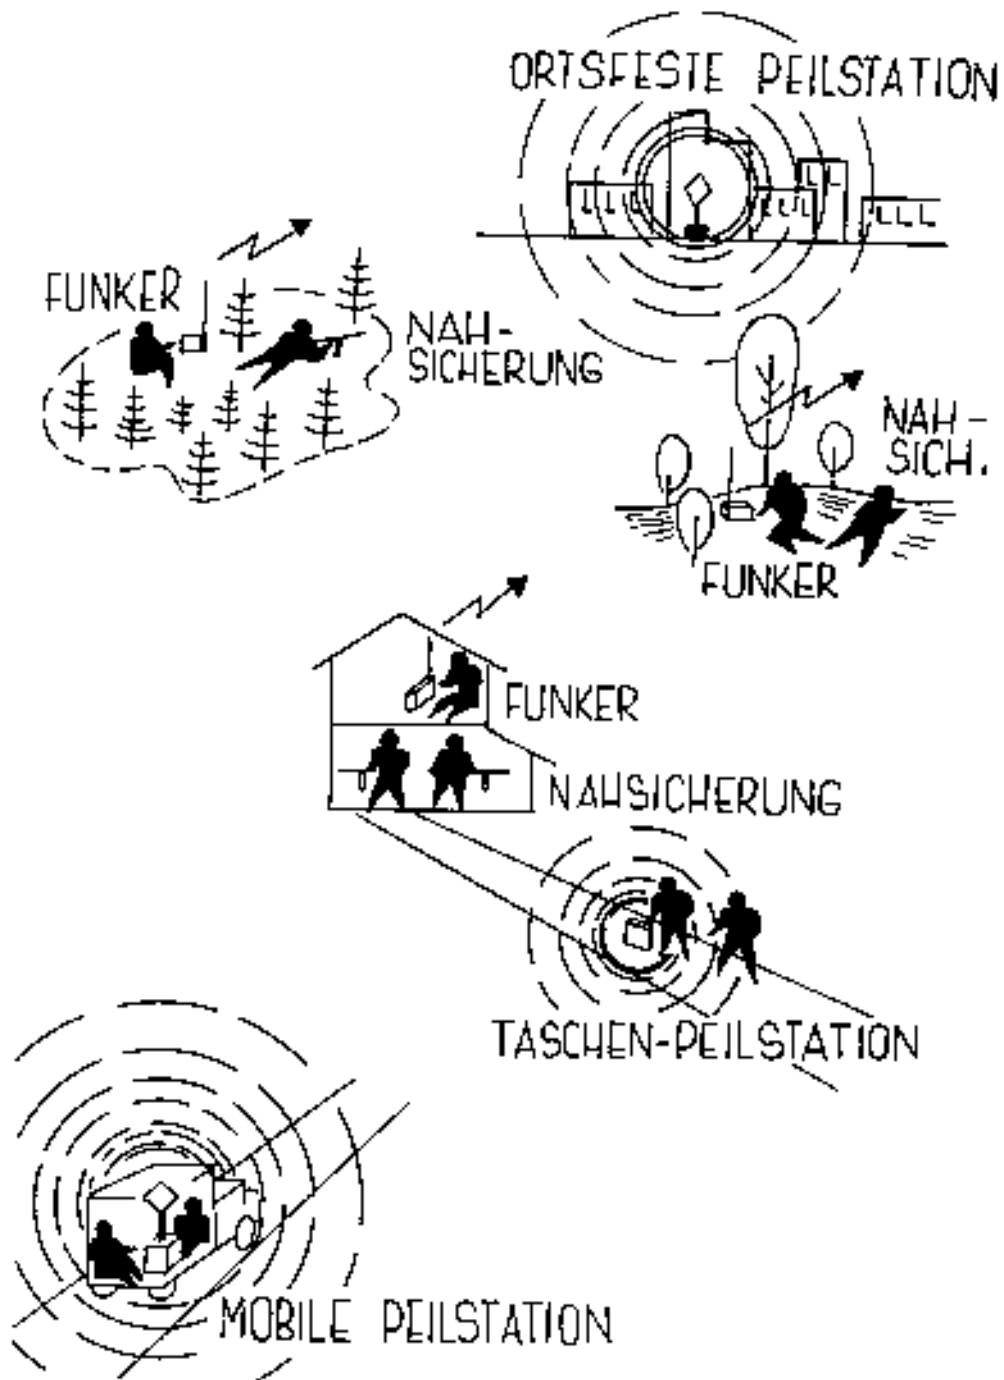 ORTSFESTE PEILSTATION
FUNKER
NAH-
SICHERUNG
NAH-
SICH.
FUNKER
FUNKER
NAHSICHERUNG
TASCHEN-PEILSTATION
MOBILE PEILSTATION